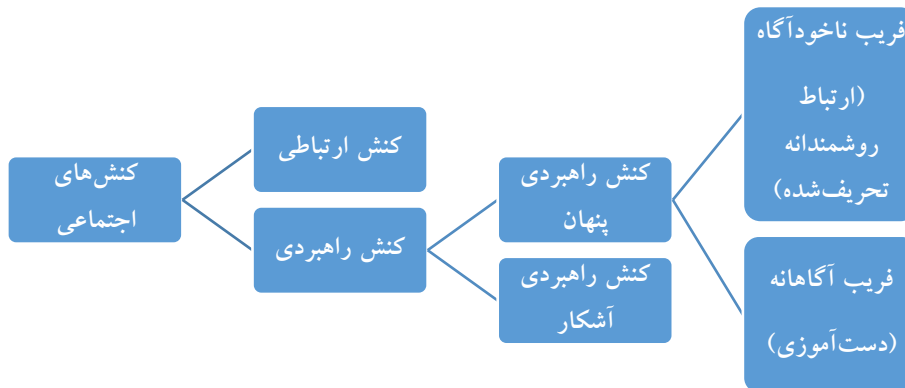 کنش‌های
اجتماعی
کنش ارتباطی
کنش راهبردی
کنش راهبردی
پنهان
کنش راهبردی
آشکار
فریب ناخودآگاه
(ارتباط
روشمندانه
تحریف‌شده)
فریب آگاهانه
(دست‌آموزی)